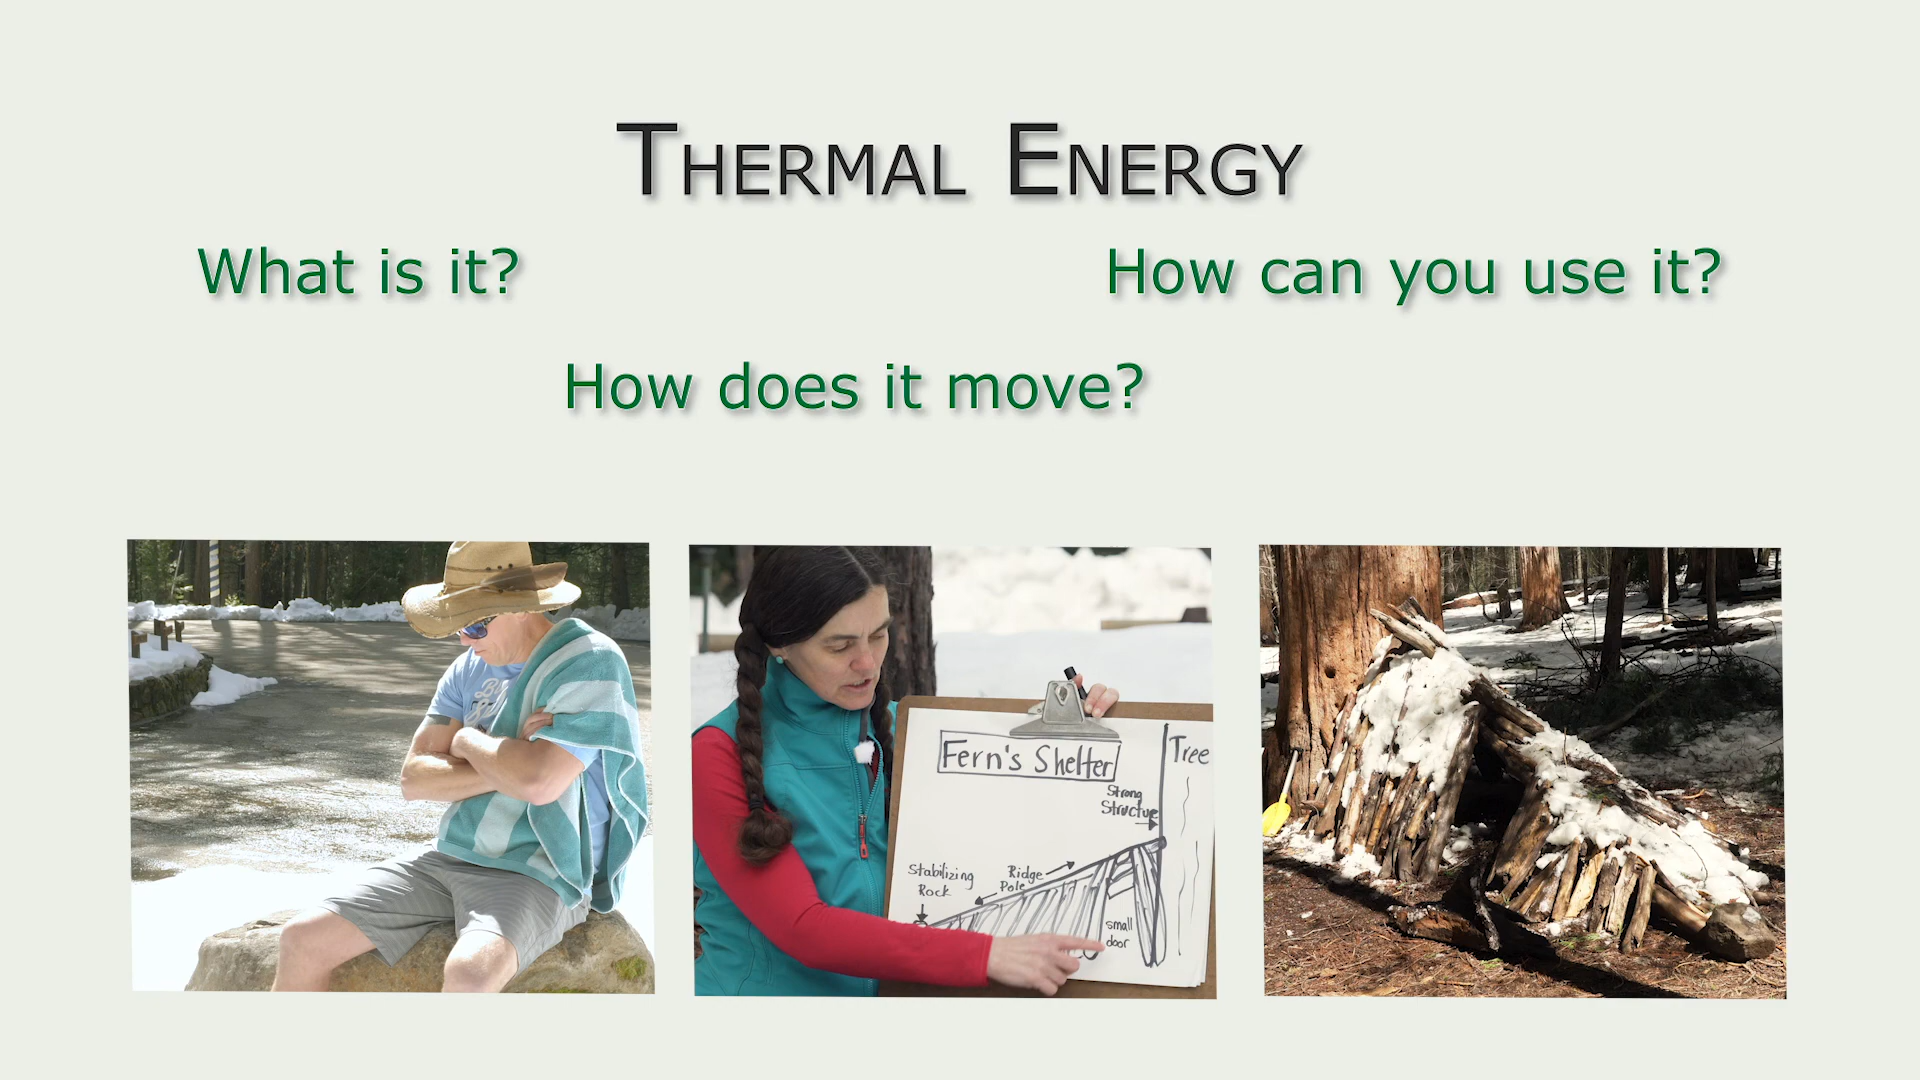 Thermal Energy
What is it?
How can you use it?
How does it move?
Fern's Shelter
Tree
Strong
Structure
Stabilizing
Rock
Ridge
Pole
small
door